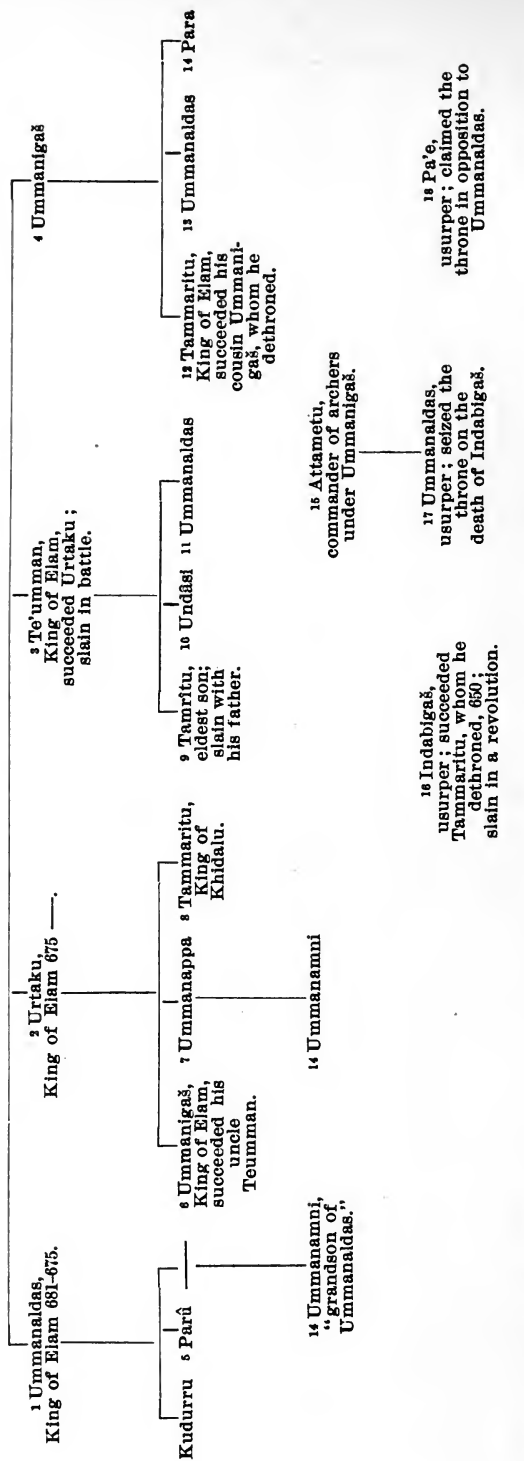 1 Ummanaldas,
King of Elam 681–675.
2 Urtaku,
King of Elam 675 —.
3 Te'umman,
King of Elam,
succeeded Urtaku;
slain in battle.
4 Ummanigaš
Kudurru
5 Parû
6 Ummanigaš,
King of Elam,
succeeded his
uncle
Teumman.
7 Ummanappa
8 Tammaritu,
King of
Khidalu.
9 Tamrîtu,
eldest son;
slain with
his father.
10 Undâsi
11 Ummanaldas
12 Tammaritu,
King of Elam,
succeeded his
cousin Ummani-
gaš, whom he
dethroned.
13 Ummanaldas
14 Para
14 Ummanamni,
"grandson of
Ummanaldas."
14 Ummanamni
15 Attametu,
commander of archers
under Ummanigaš.
16 Indabigaš,
usurper; succeeded
Tammaritu, whom he
dethroned, 650;
slain in a revolution.
17 Ummanaldas,
usurper; seized the
throne on the
death of Indabigaš.
18 Pa'e,
usurper; claimed the
throne in opposition to
Ummanaldas.